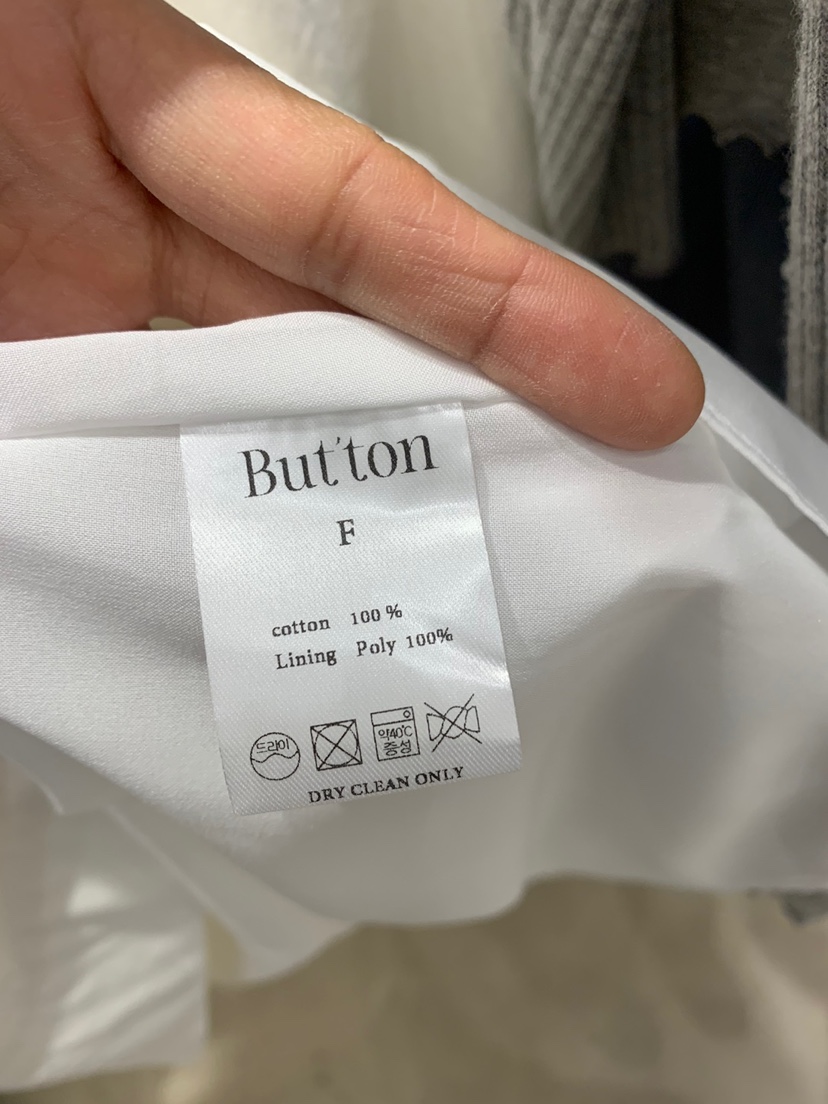 But'ton
F
cotton 100 %
Lining Poly 100%
드라이
약40℃
중성
DRY CLEAN ONLY